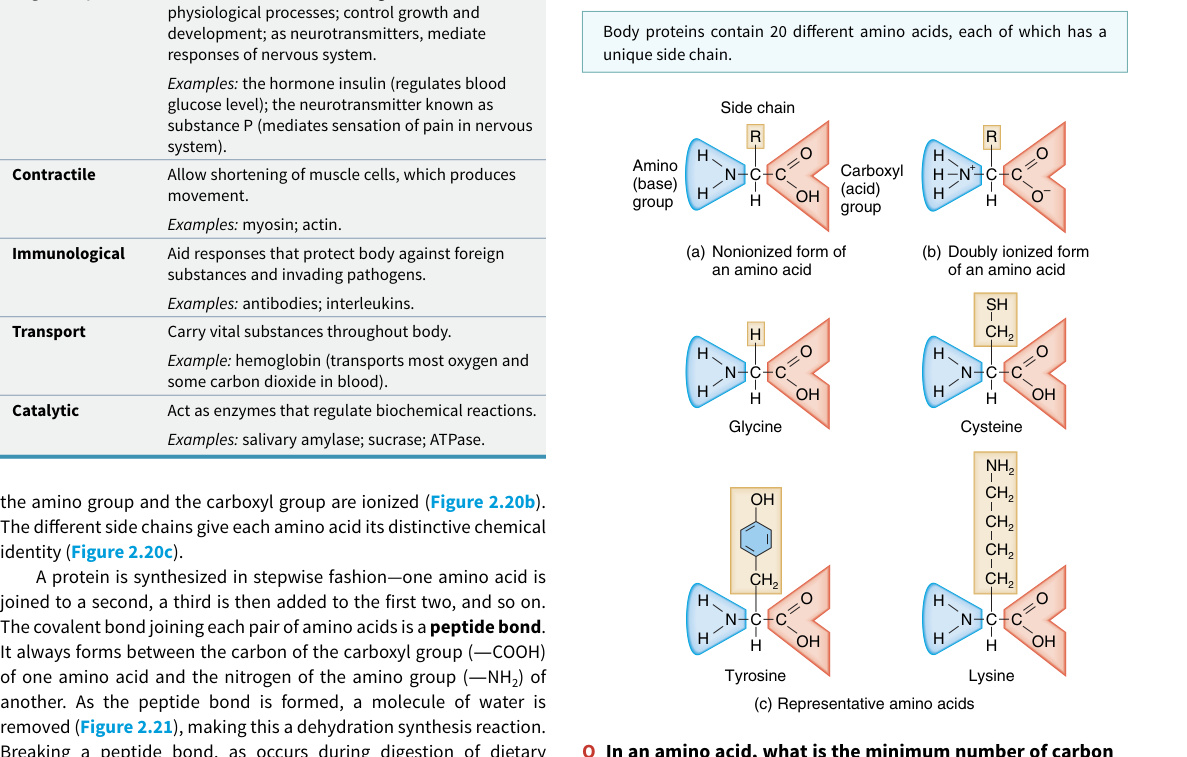 physiological processes; control growth and
development; as neurotransmitters, mediate
responses of nervous system.
Examples: the hormone insulin (regulates blood
glucose level); the neurotransmitter known as
substance P (mediates sensation of pain in nervous
system).
Contractile
Allow shortening of muscle cells, which produces
movement.
Examples: myosin; actin.
Immunological
Aid responses that protect body against foreign
substances and invading pathogens.
Examples: antibodies; interleukins.
Transport
Carry vital substances throughout body.
Example: hemoglobin (transports most oxygen and
some carbon dioxide in blood).
Catalytic
Act as enzymes that regulate biochemical reactions.
Examples: salivary amylase; sucrase; ATPase.
the amino group and the carboxyl group are ionized (Figure 2.20b).
The different side chains give each amino acid its distinctive chemical
identity (Figure 2.20c).
A protein is synthesized in stepwise fashion—one amino acid is
joined to a second, a third is then added to the first two, and so on.
The covalent bond joining each pair of amino acids is a peptide bond.
It always forms between the carbon of the carboxyl group (—COOH)
of one amino acid and the nitrogen of the amino group (—NH₂) of
another. As the peptide bond is formed, a molecule of water is
removed (Figure 2.21), making this a dehydration synthesis reaction.
Breaking a peptide bond, as occurs during digestion of dietary
Body proteins contain 20 different amino acids, each of which has a
unique side chain.
Side chain
R
Amino
(base)
group
H
H
N
C
H
C
O
OH
Carboxyl
(acid)
group
(a) Nonionized form of
an amino acid
R
H
H
H
N⁺
C
H
C
O
O⁻
(b) Doubly ionized form
of an amino acid
H
H
H
N
C
H
C
O
OH
Glycine
SH
CH₂
H
H
N
C
H
C
O
OH
Cysteine
OH
CH₂
H
H
N
C
H
C
O
OH
Tyrosine
NH₂
CH₂
CH₂
CH₂
CH₂
H
H
N
C
H
C
O
OH
Lysine
(c) Representative amino acids
Q In an amino acid, what is the minimum number of carbon